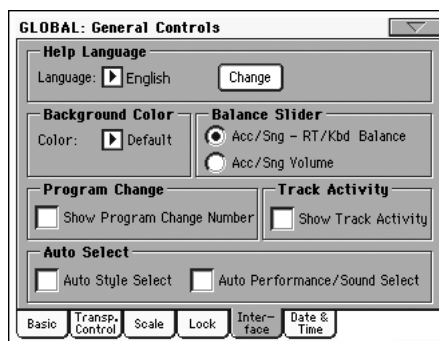 GLOBAL: General Controls
Help Language
Language: English Change
Background Color
Color: Default
Balance Slider
Acc/Sng - RT/Kbd Balance
Acc/Sng Volume
Program Change
Show Program Change Number
Track Activity
Show Track Activity
Auto Select
Auto Style Select Auto Performance/Sound Select
Basic
Transp.
Control
Scale
Lock
Inter-
face
Date &
Time